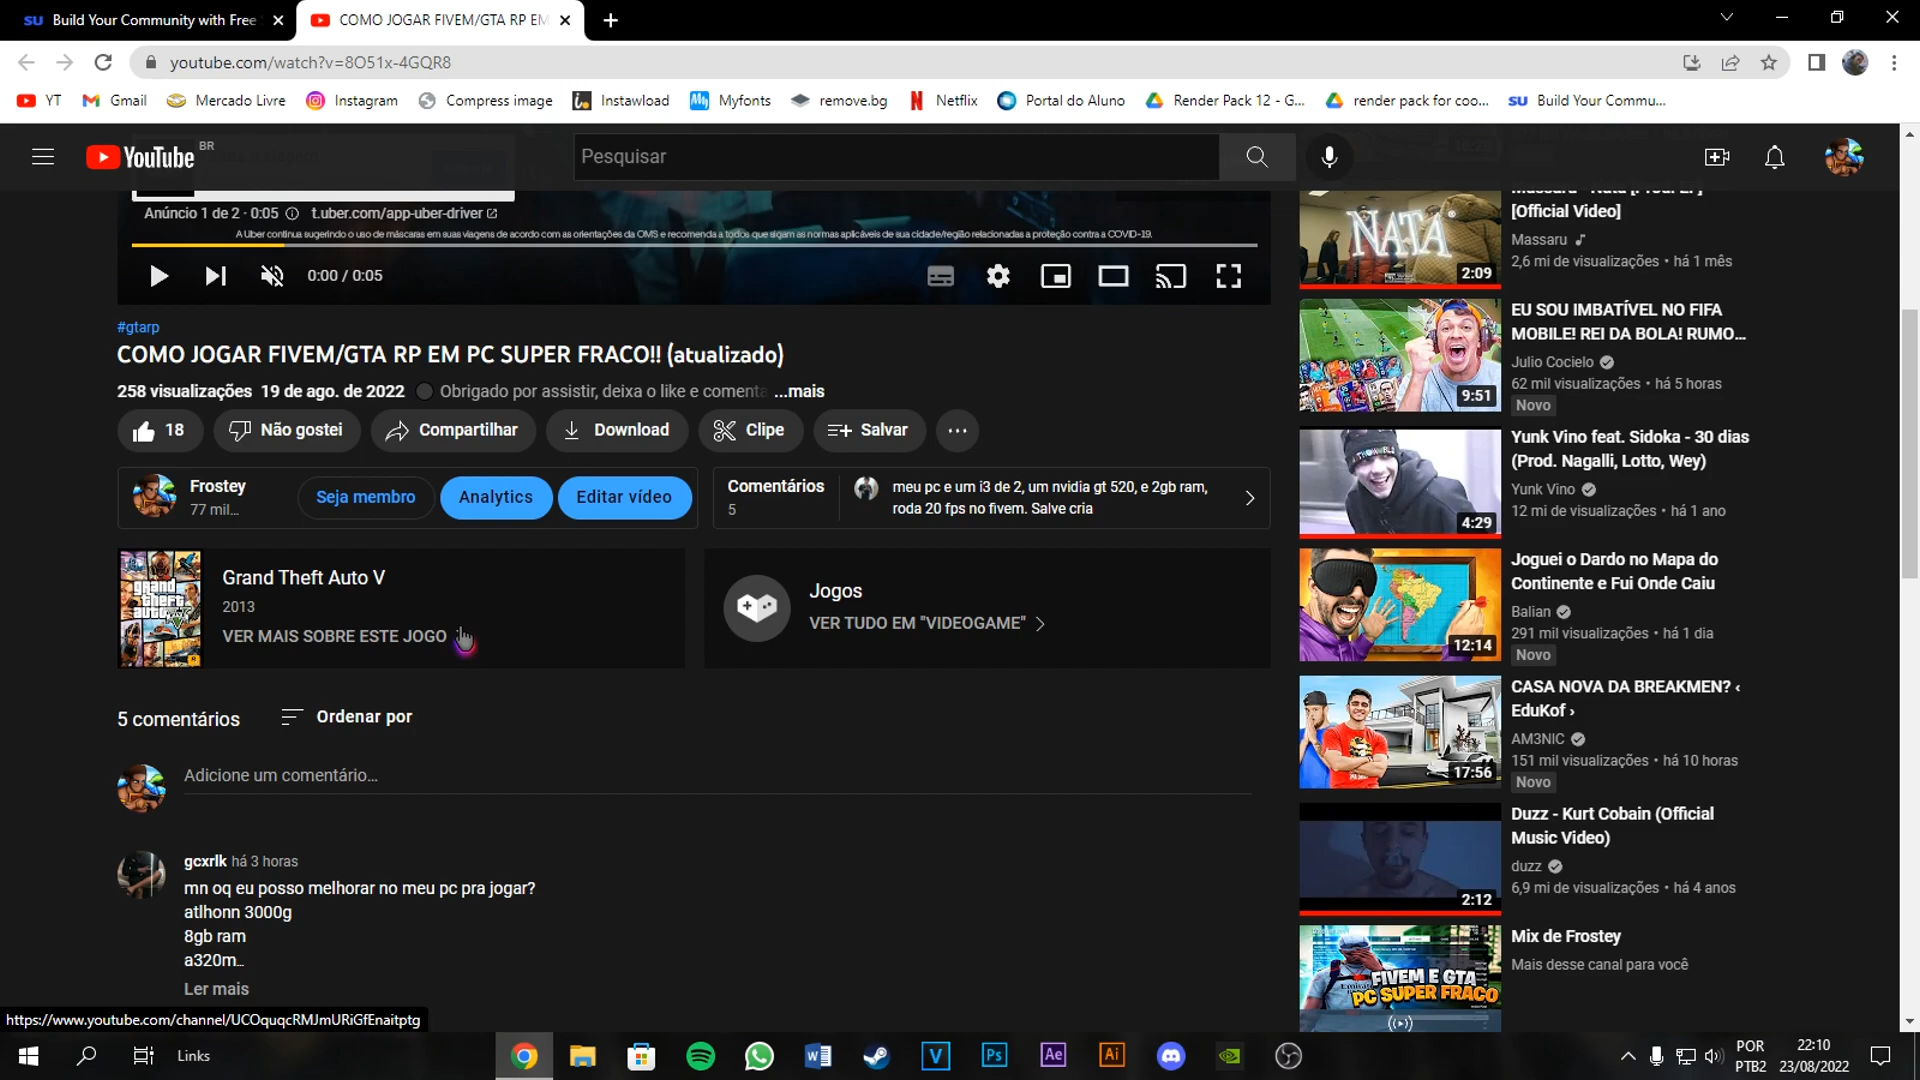 SU Build Your Community with Free
COMO JOGAR FIVEM/GTA RP EM
youtube.com/watch?v=8O51x-4GQR8
YT
Gmail
Mercado Livre
Instagram
Compress image
Instawload
Myfonts
remove.bg
Netflix
Portal do Aluno
Render Pack 12 - G...
render pack for coo...
SU Build Your Commu...
YouTube BR
Pesquisar
Anúncio 1 de 2 · 0:05
t.uber.com/app-uber-driver
A Uber continua sugerindo o uso de máscaras em suas viagens de acordo com as orientações da OMS e recomenda a todos que sigam as normas aplicáveis de sua cidade/região relacionadas a proteção contra a COVID-19.
0:00 / 0:05
#gtarp
COMO JOGAR FIVEM/GTA RP EM PC SUPER FRACO!! (atualizado)
258 visualizações 19 de ago. de 2022 Obrigado por assistir, deixa o like e comenta ...mais
18
Não gostei
Compartilhar
Download
Clipe
Salvar
Frostey
77 mil...
Seja membro
Analytics
Editar vídeo
Comentários
5
meu pc e um i3 de 2, um nvidia gt 520, e 2gb ram,
roda 20 fps no fivem. Salve cria
grand
theft
auto
Grand Theft Auto V
2013
VER MAIS SOBRE ESTE JOGO
Jogos
VER TUDO EM "VIDEOGAME"
5 comentários
Ordenar por
Adicione um comentário...
gcxrlk há 3 horas
mn oq eu posso melhorar no meu pc pra jogar?
atlhonn 3000g
8gb ram
a320m...
Ler mais
NATA
2:09
Massaru - Nata [Prod. EF]
[Official Video]
Massaru
2,6 mi de visualizações • há 1 mês
9:51
EU SOU IMBATÍVEL NO FIFA
MOBILE! REI DA BOLA! RUMO...
Julio Cocielo
62 mil visualizações • há 5 horas
Novo
4:29
Yunk Vino feat. Sidoka - 30 dias
(Prod. Nagalli, Lotto, Wey)
Yunk Vino
12 mi de visualizações • há 1 ano
12:14
Joguei o Dardo no Mapa do
Continente e Fui Onde Caiu
Balian
291 mil visualizações • há 1 dia
Novo
17:56
CASA NOVA DA BREAKMEN? ‹
EduKof ›
AM3NIC
151 mil visualizações • há 10 horas
Novo
2:12
Duzz - Kurt Cobain (Official
Music Video)
duzz
6,9 mi de visualizações • há 4 anos
FIVEM E GTA
PC SUPER FRACO
Mix de Frostey
Mais desse canal para você
https://www.youtube.com/channel/UCOquqcRMJmURiGfEnaitptg
Links
V
Ps
Ae
Ai
POR
PTB2
22:10
23/08/2022